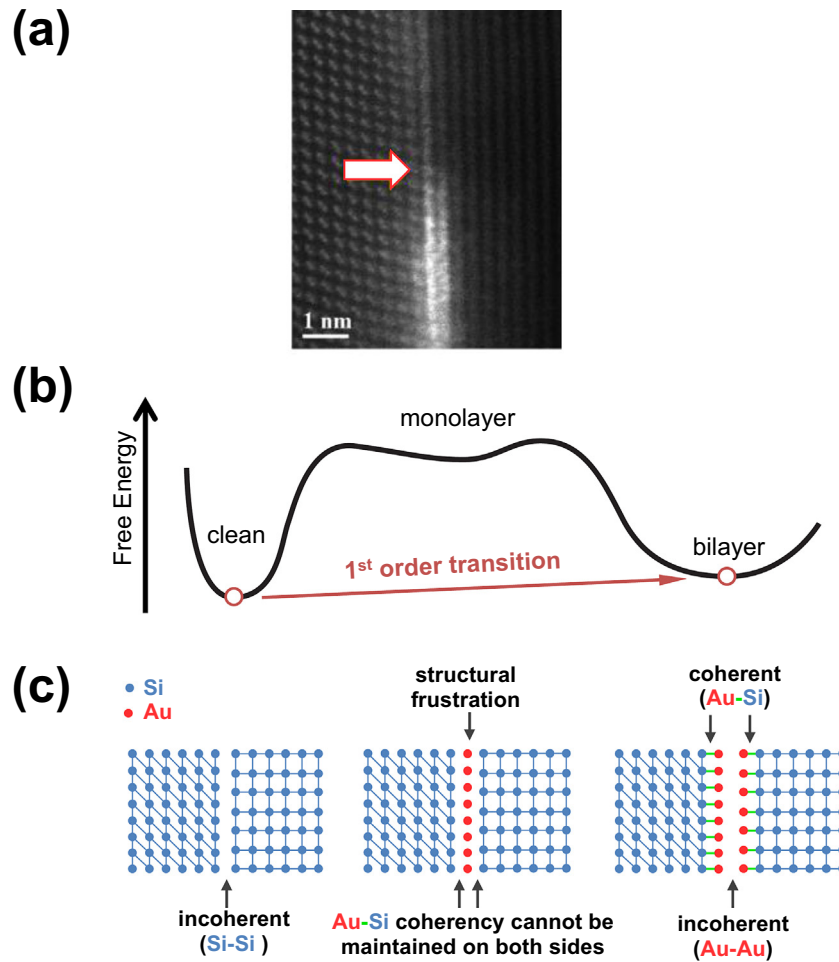 (a)
1 nm
(b)
Free Energy
monolayer
clean
bilayer
1st order transition
(c)
Si
Au
structural
frustration
coherent
(Au-Si)
incoherent
(Si-Si )
Au-Si coherency cannot be
maintained on both sides
incoherent
(Au-Au)